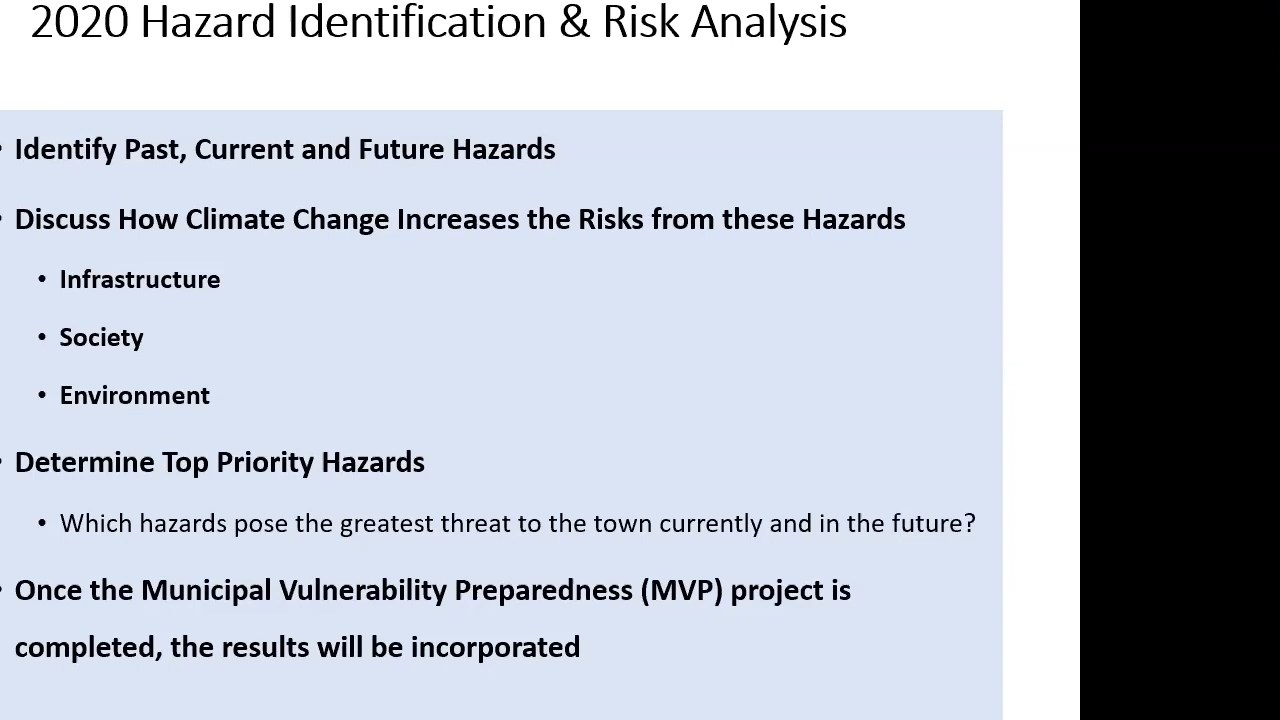 2020 Hazard Identification & Risk Analysis
• Identify Past, Current and Future Hazards
• Discuss How Climate Change Increases the Risks from these Hazards
• Infrastructure
• Society
• Environment
• Determine Top Priority Hazards
• Which hazards pose the greatest threat to the town currently and in the future?
• Once the Municipal Vulnerability Preparedness (MVP) project is
completed, the results will be incorporated